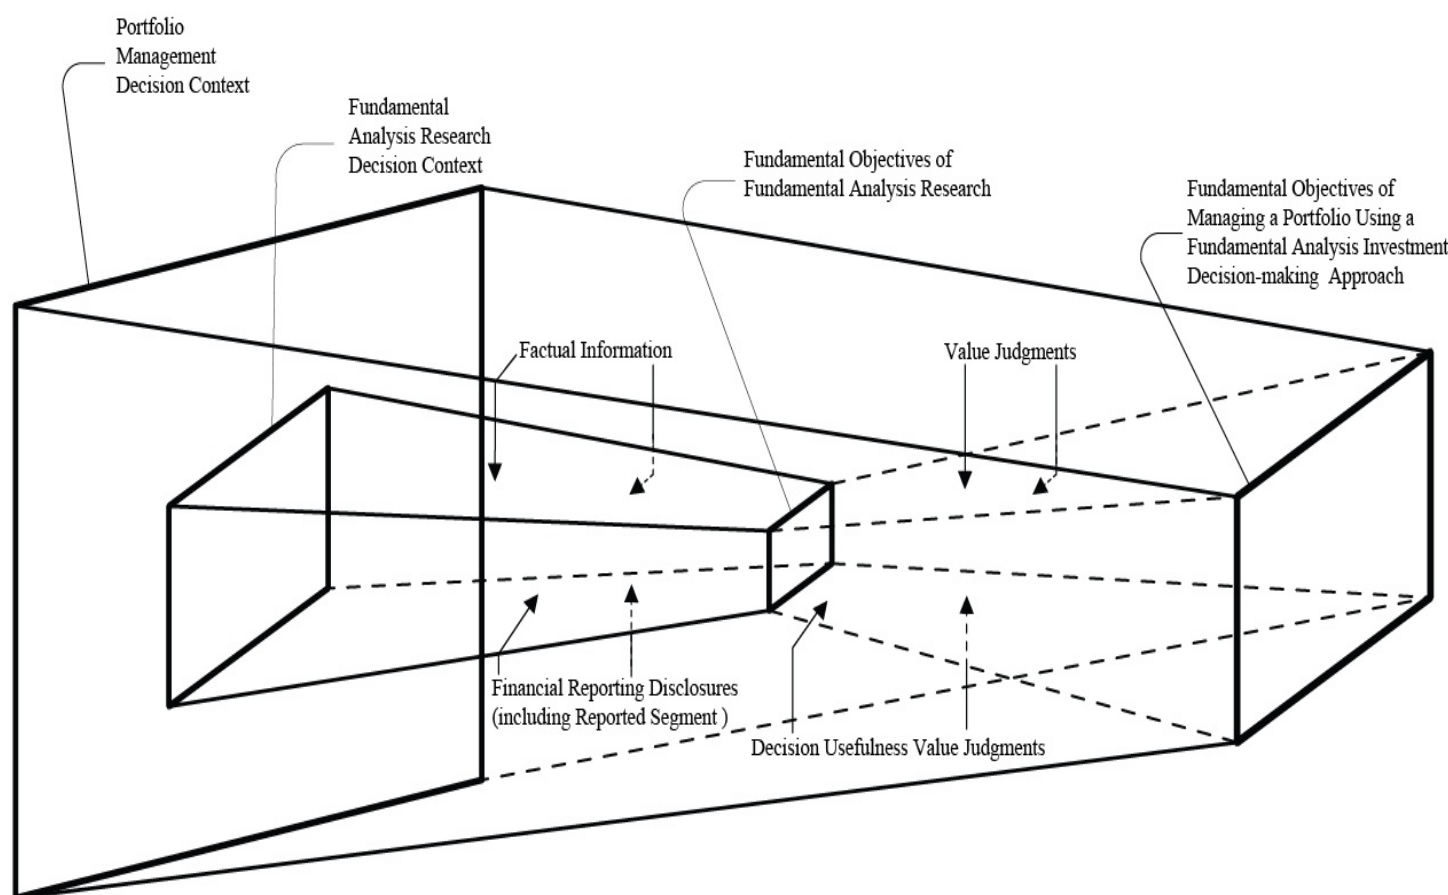 Portfolio
Management
Decision Context
Fundamental
Analysis Research
Decision Context
Fundamental Objectives of
Fundamental Analysis Research
Fundamental Objectives of
Managing a Portfolio Using a
Fundamental Analysis Investment
Decision-making Approach
Factual Information
Value Judgments
Financial Reporting Disclosures
(including Reported Segment )
Decision Usefulness Value Judgments